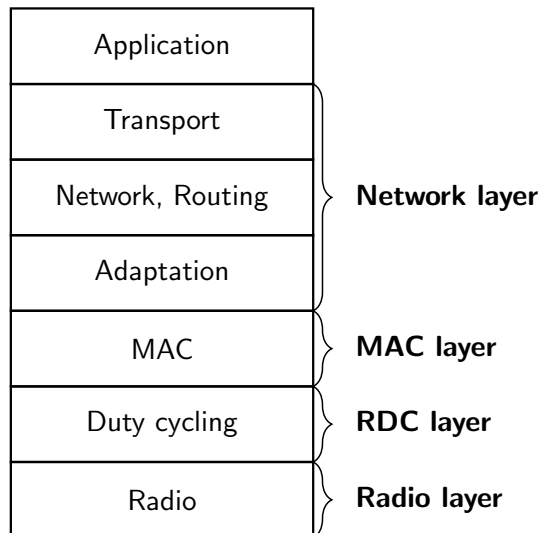 Application
Transport
Network, Routing
Network layer
Adaptation
MAC
MAC layer
Duty cycling
RDC layer
Radio
Radio layer